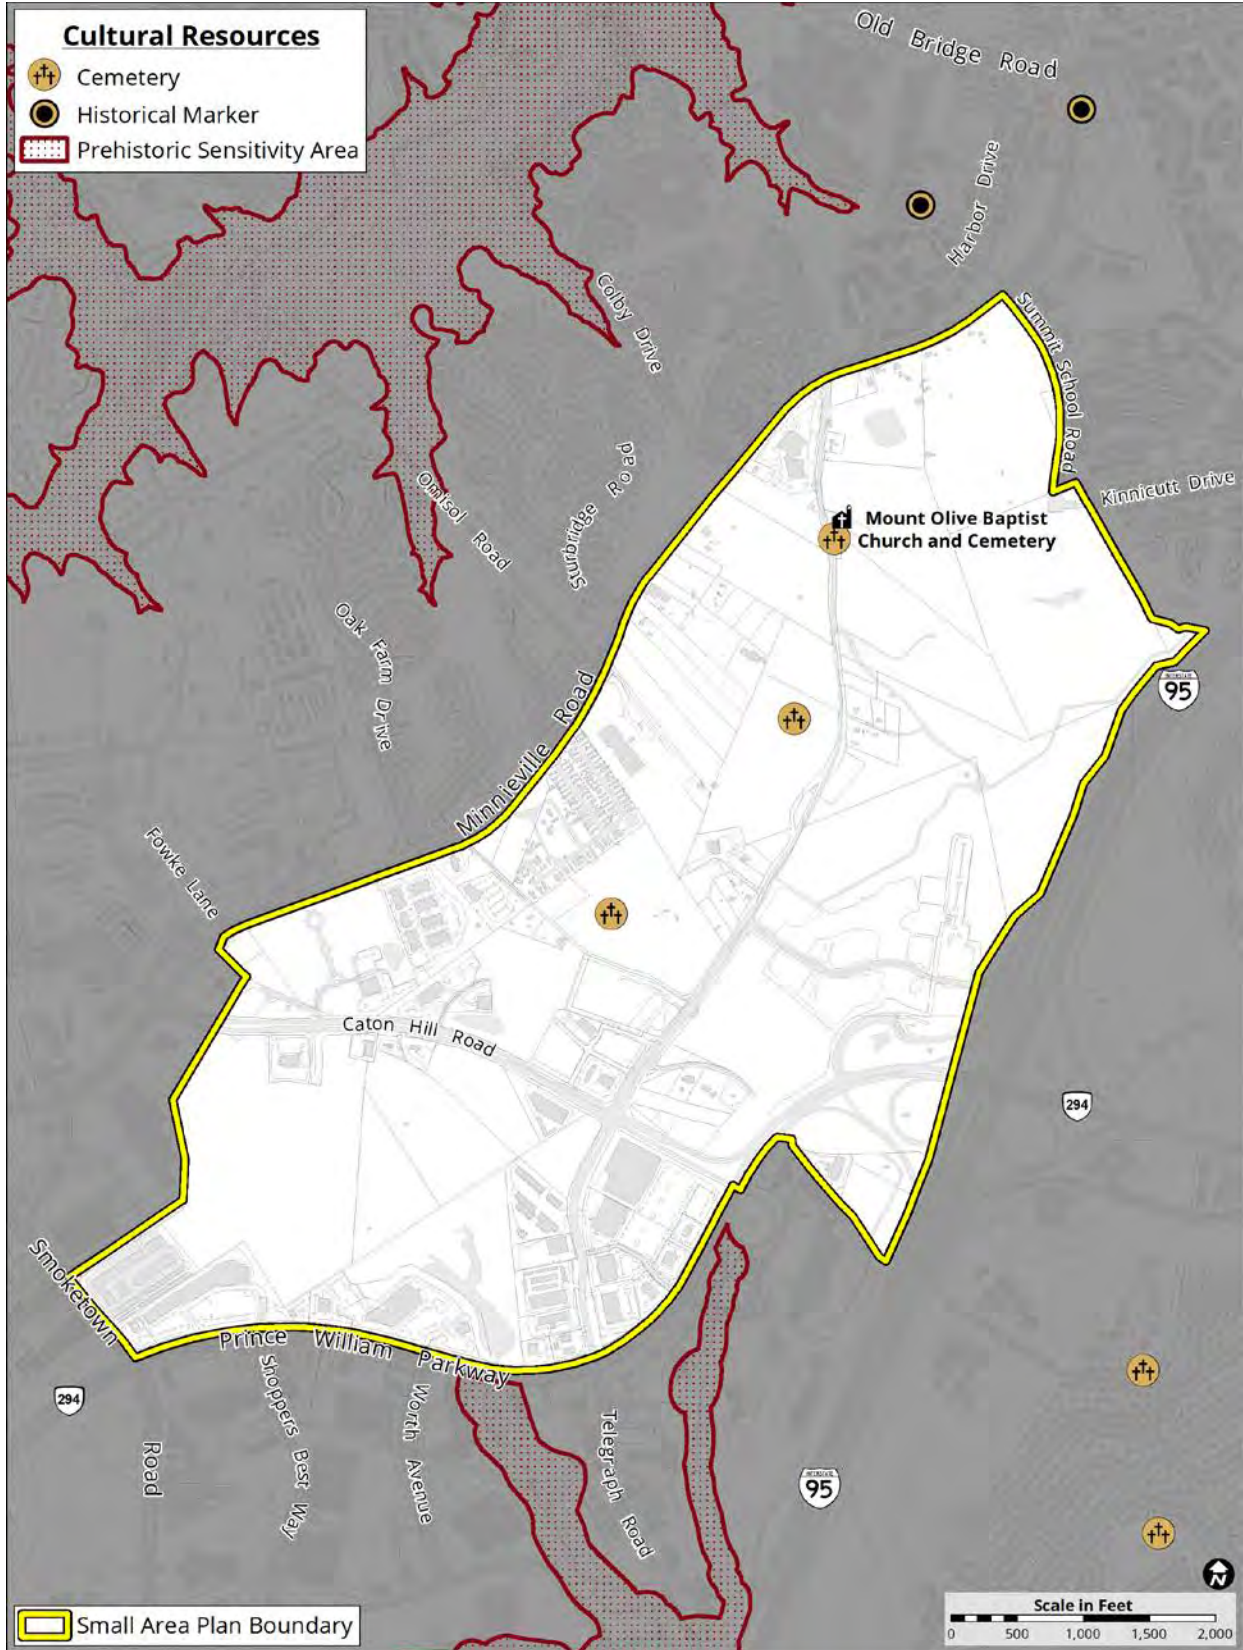 Cultural Resources
Cemetery
Historical Marker
Prehistoric Sensitivity Area
Old Bridge Road
Harbor Drive
Colby Drive
Summit School Road
Sturbridge Road
Omisol Road
Kinnicutt Drive
Mount Olive Baptist
Church and Cemetery
Oak Farm Drive
INTERSTATE
95
Minnieville Road
Fowke Lane
Caton Hill Road
294
Smoketown
Prince William Parkway
294
Road
Shoppers Best Way
Worth Avenue
Telegraph Road
INTERSTATE
95
N
Small Area Plan Boundary
Scale in Feet
0 500 1,000 1,500 2,000